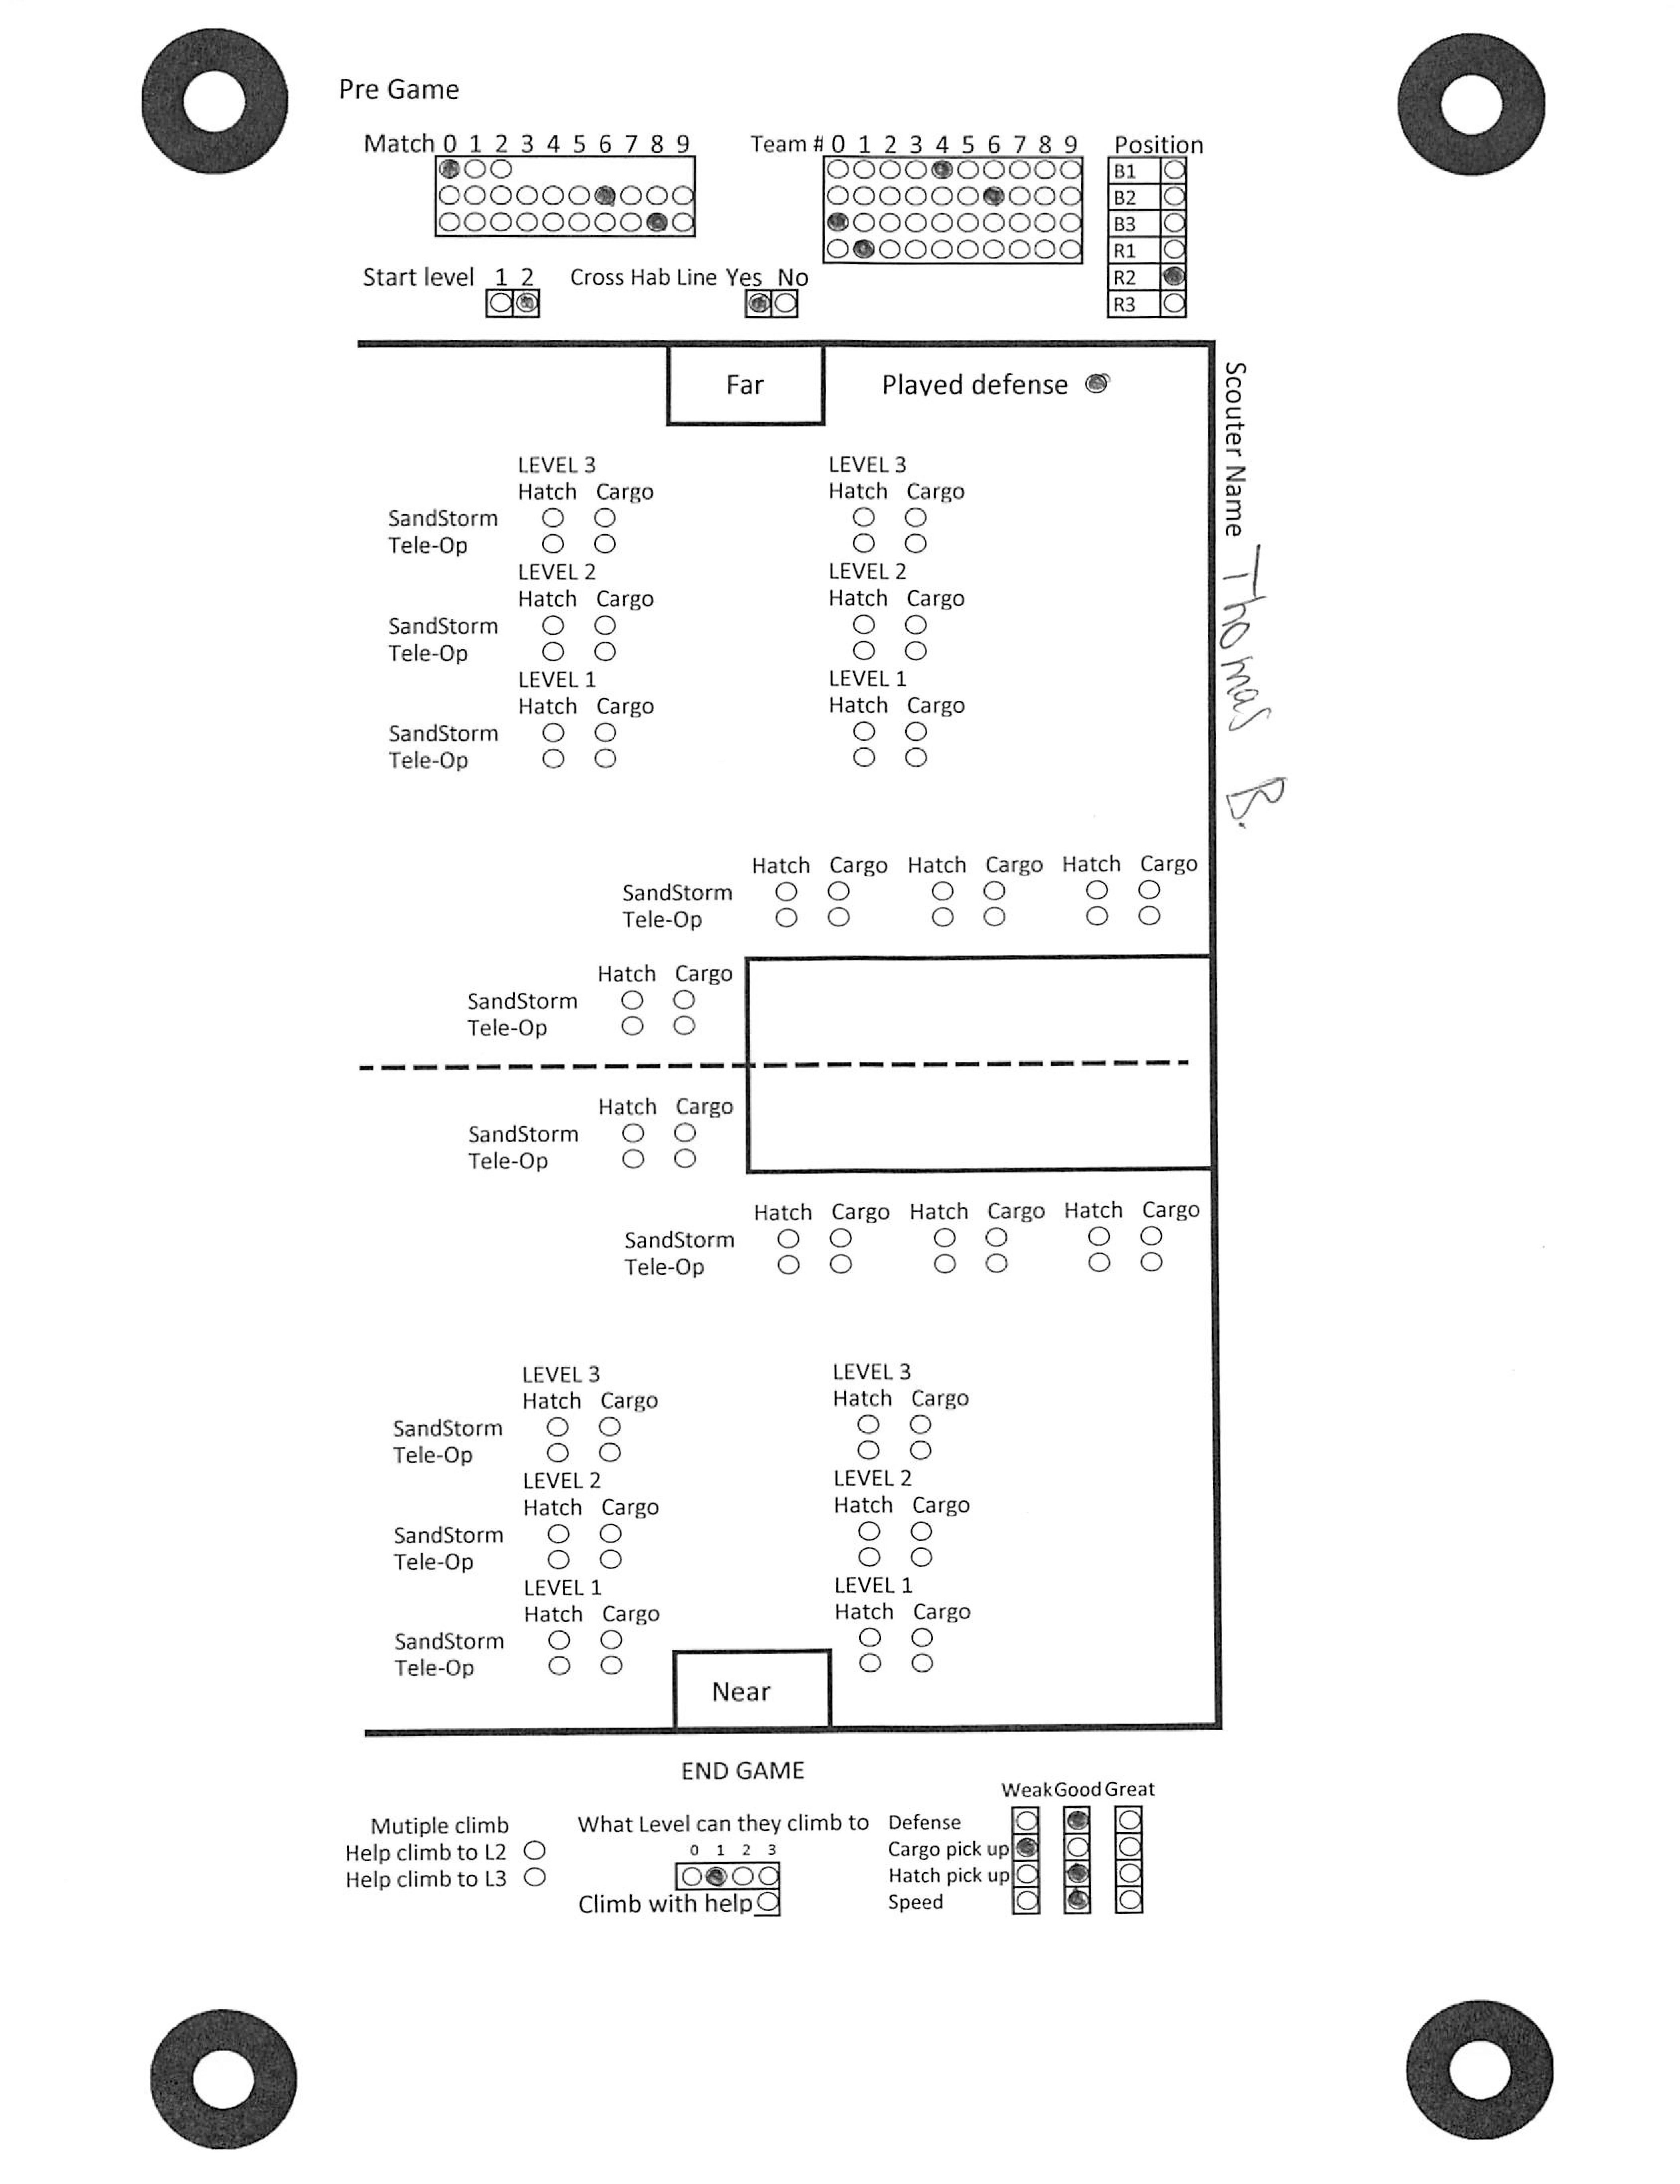 Pre Game
Match 0 1 2 3 4 5 6 7 8 9
Team # 0 1 2 3 4 5 6 7 8 9
Position
B1
B2
B3
R1
R2
R3
Start level 1 2
Cross Hab Line Yes No
Far
Played defense
Scouter Name Thomas B.
LEVEL 3 LEVEL 3
Hatch Cargo Hatch Cargo
SandStorm
Tele-Op
LEVEL 2 LEVEL 2
Hatch Cargo Hatch Cargo
SandStorm
Tele-Op
LEVEL 1 LEVEL 1
Hatch Cargo Hatch Cargo
SandStorm
Tele-Op
Hatch Cargo Hatch Cargo Hatch Cargo
SandStorm
Tele-Op
Hatch Cargo
SandStorm
Tele-Op
Hatch Cargo
SandStorm
Tele-Op
Hatch Cargo Hatch Cargo Hatch Cargo
SandStorm
Tele-Op
LEVEL 3 LEVEL 3
Hatch Cargo Hatch Cargo
SandStorm
Tele-Op
LEVEL 2 LEVEL 2
Hatch Cargo Hatch Cargo
SandStorm
Tele-Op
LEVEL 1 LEVEL 1
Hatch Cargo Hatch Cargo
SandStorm
Tele-Op
Near
END GAME
Mutiple climb
Help climb to L2
Help climb to L3
What Level can they climb to
0 1 2 3
Climb with help
Weak Good Great
Defense
Cargo pick up
Hatch pick up
Speed